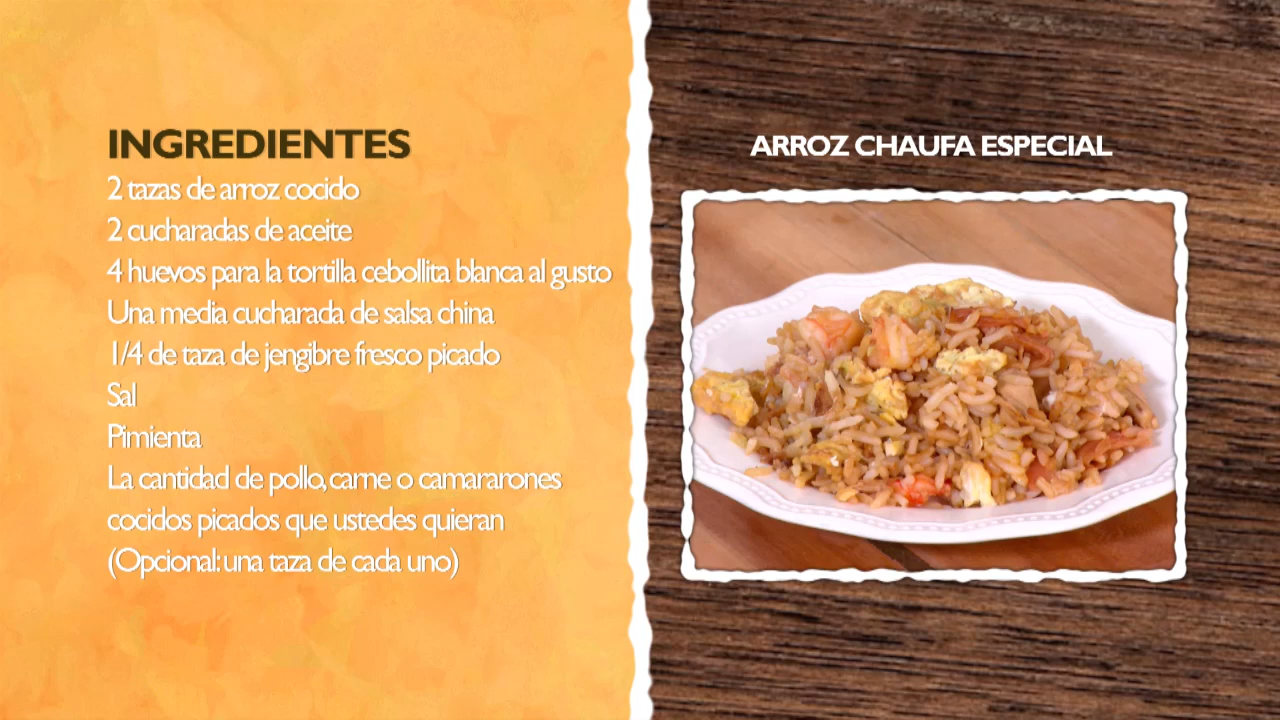 INGREDIENTES
2 tazas de arroz cocido
2 cucharadas de aceite
4 huevos para la tortilla cebollita blanca al gusto
Una media cucharada de salsa china
1/4 de taza de jengibre fresco picado
Sal
Pimienta
La cantidad de pollo, carne o camararones
cocidos picados que ustedes quieran
(Opcional: una taza de cada uno)
ARROZ CHAUFA ESPECIAL